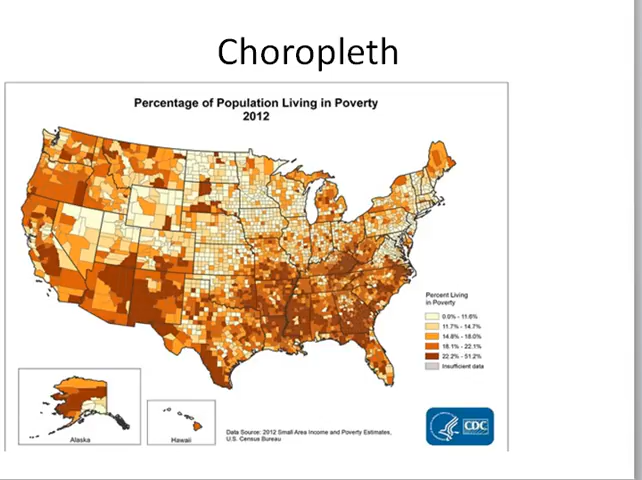 Choropleth
Percentage of Population Living in Poverty
2012
Percent Living
in Poverty
0.0% - 11.6%
11.7% - 14.7%
14.8% - 18.0%
18.1% - 22.1%
22.2% - 51.2%
Insufficient data
Alaska
Hawaii
Data Source: 2012 Small Area Income and Poverty Estimates,
U.S. Census Bureau
CDC